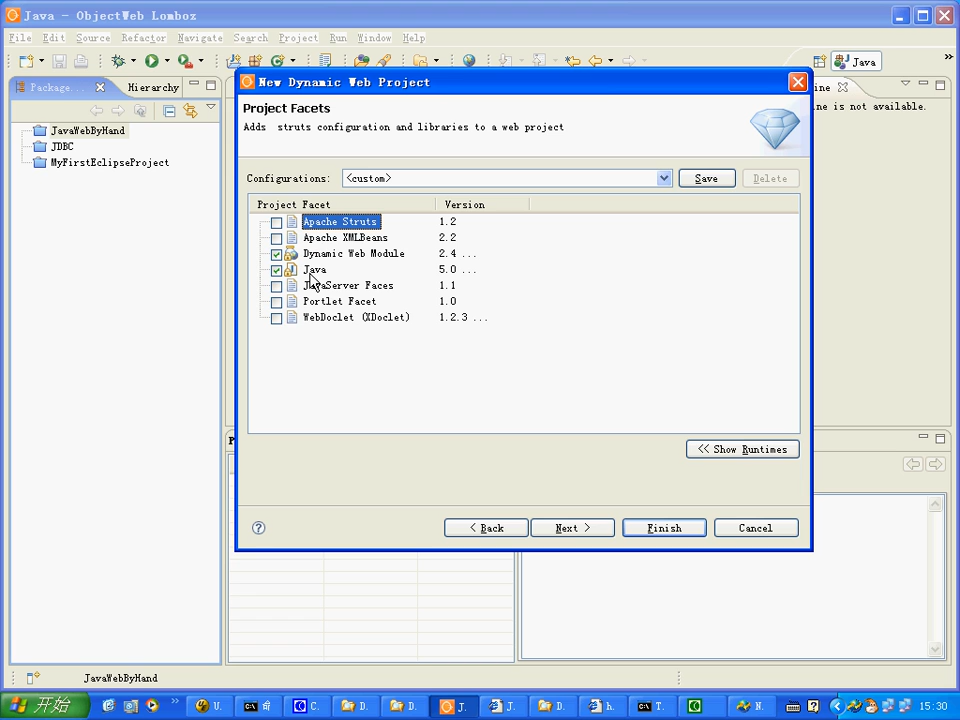 Java - ObjectWeb Lomboz
File Edit Source Refactor Navigate Search Project Run Window Help
Java
Package...
Hierarchy
JavaWebByHand
JDBC
MyFirstEclipseProject
ine is not available.
New Dynamic Web Project
Project Facets
Adds struts configuration and libraries to a web project
Configurations: <custom> Save Delete
Project Facet Version
Apache Struts 1.2
Apache XMLBeans 2.2
Dynamic Web Module 2.4 ...
Java 5.0 ...
JavaServer Faces 1.1
Portlet Facet 1.0
WebDoclet (XDoclet) 1.2.3 ...
<< Show Runtimes
< Back Next > Finish Cancel
JavaWebByHand
开始 U. C. D. D. J. J. D. h. T. N. 15:30